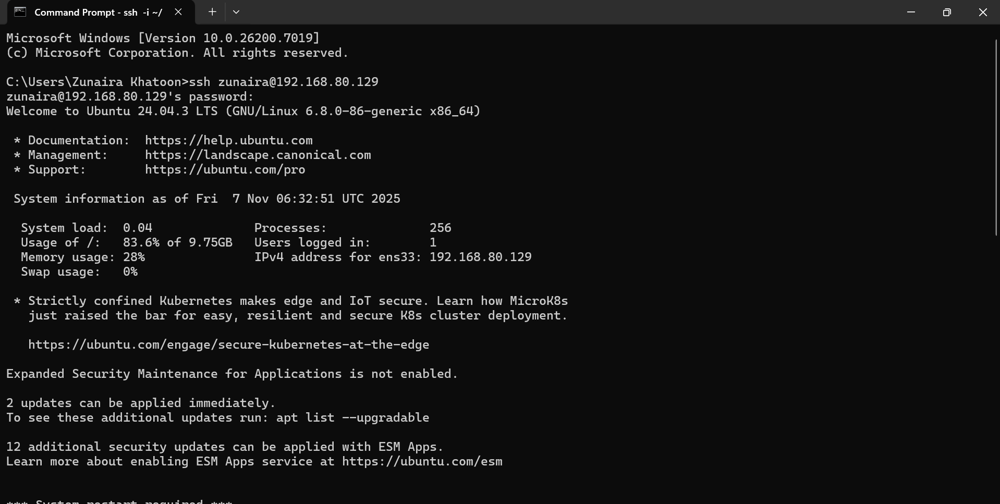 Command Prompt - ssh -i ~/
Microsoft Windows [Version 10.0.26200.7019]
(c) Microsoft Corporation. All rights reserved.
C:\Users\Zunaira Khatoon>ssh zunaira@192.168.80.129
zunaira@192.168.80.129's password:
Welcome to Ubuntu 24.04.3 LTS (GNU/Linux 6.8.0-86-generic x86_64)
* Documentation:  https://help.ubuntu.com
* Management:     https://landscape.canonical.com
* Support:        https://ubuntu.com/pro
System information as of Fri  7 Nov 06:32:51 UTC 2025
System load:  0.04              Processes:              256
Usage of /:   83.6% of 9.75GB   Users logged in:        1
Memory usage: 28%               IPv4 address for ens33: 192.168.80.129
Swap usage:   0%
* Strictly confined Kubernetes makes edge and IoT secure. Learn how MicroK8s
just raised the bar for easy, resilient and secure K8s cluster deployment.
https://ubuntu.com/engage/secure-kubernetes-at-the-edge
Expanded Security Maintenance for Applications is not enabled.
2 updates can be applied immediately.
To see these additional updates run: apt list --upgradable
12 additional security updates can be applied with ESM Apps.
Learn more about enabling ESM Apps service at https://ubuntu.com/esm
*** System restart required ***